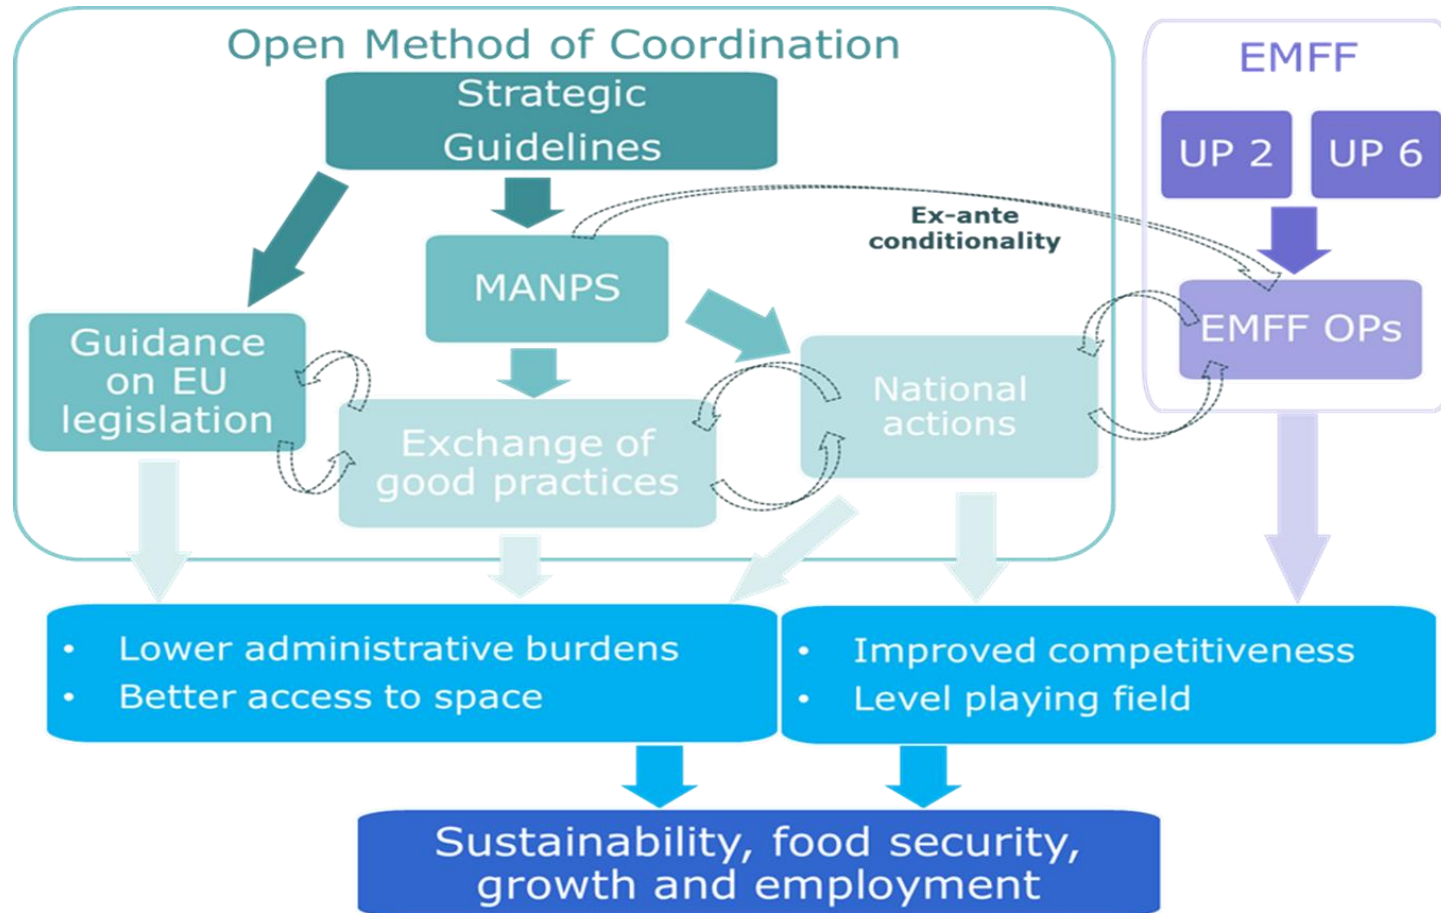 Open Method of Coordination
Strategic
Guidelines
EMFF
UP 2
UP 6
Ex-ante
conditionality
MANPS
EMFF OPs
Guidance
on EU
legislation
National
actions
Exchange of
good practices
• Lower administrative burdens
• Better access to space
• Improved competitiveness
• Level playing field
Sustainability, food security,
growth and employment